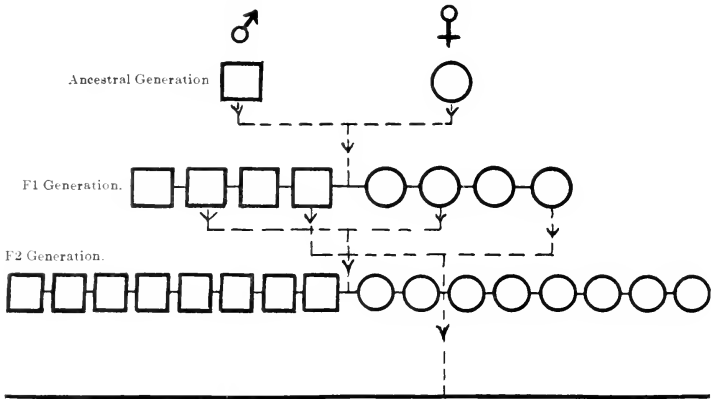 ♂ ♀
Ancestral Generation
F1 Generation.
F2 Generation.